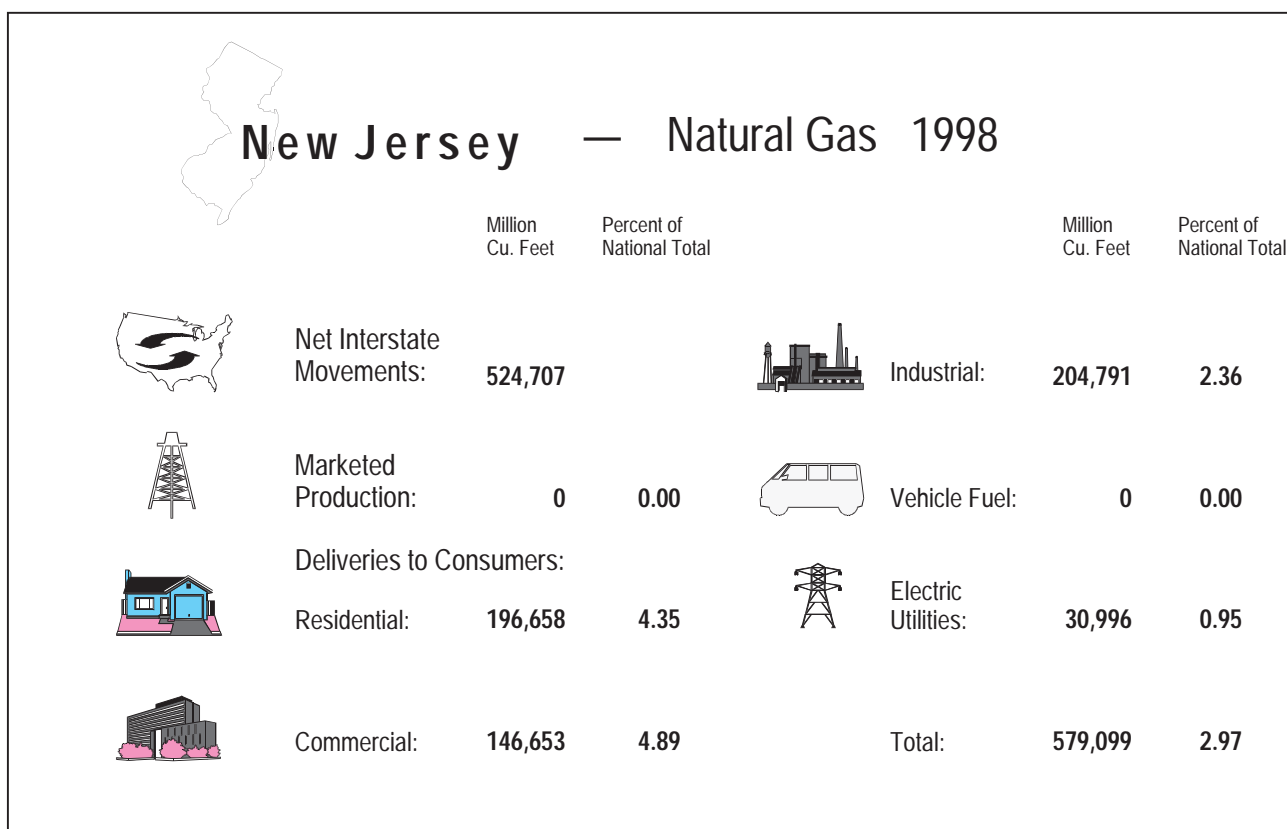 New Jersey — Natural Gas 1998
Million Percent of
Cu. Feet National Total
Net Interstate
Movements: 524,707
Marketed
Production: 0 0.00
Deliveries to Consumers:
Residential: 196,658 4.35
Commercial: 146,653 4.89
Million Percent of
Cu. Feet National Total
Industrial: 204,791 2.36
Vehicle Fuel: 0 0.00
Electric
Utilities: 30,996 0.95
Total: 579,099 2.97